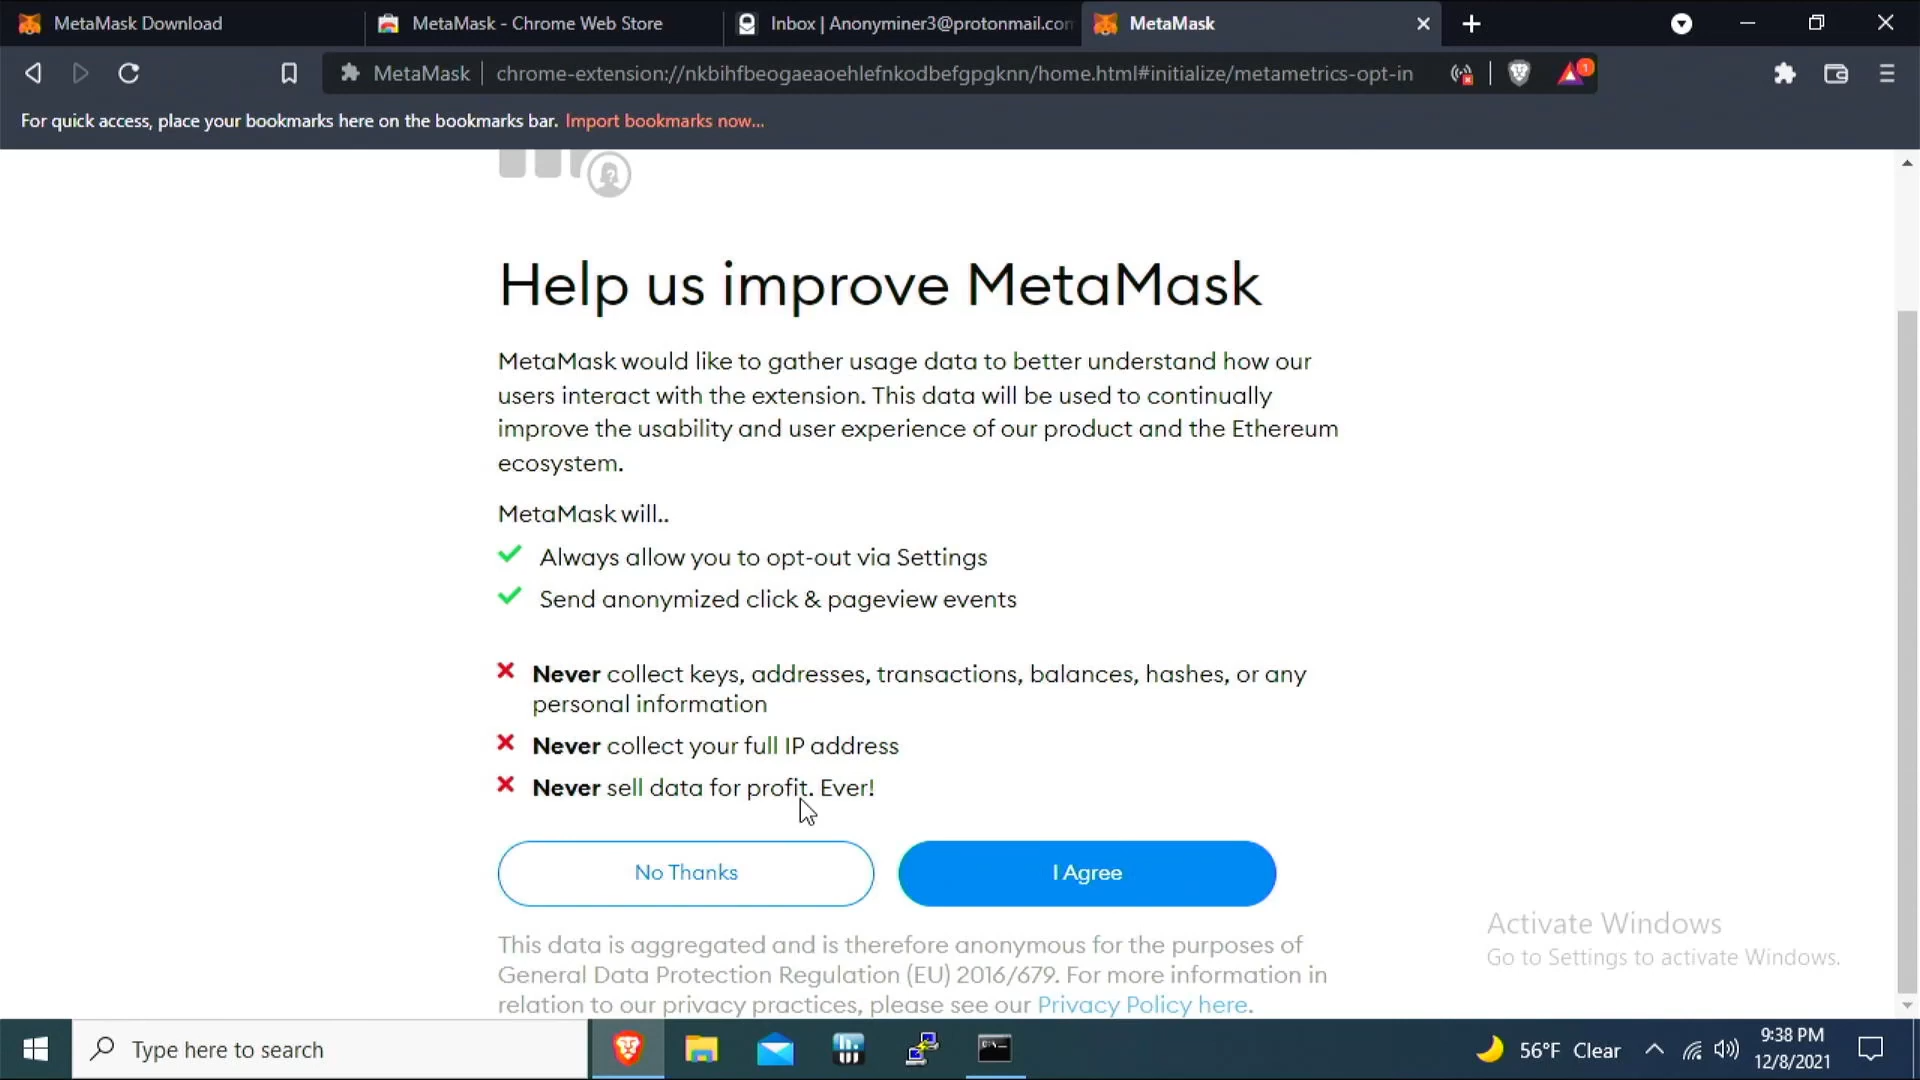 MetaMask Download
MetaMask - Chrome Web Store
Inbox | Anonyminer3@protonmail.com
MetaMask
MetaMask
chrome-extension://nkbihfbeogaeaoehlefnkodbefgpgknn/home.html#initialize/metametrics-opt-in
1
For quick access, place your bookmarks here on the bookmarks bar. Import bookmarks now...
Help us improve MetaMask
MetaMask would like to gather usage data to better understand how our
users interact with the extension. This data will be used to continually
improve the usability and user experience of our product and the Ethereum
ecosystem.
MetaMask will..
Always allow you to opt-out via Settings
Send anonymized click & pageview events
Never collect keys, addresses, transactions, balances, hashes, or any
personal information
Never collect your full IP address
Never sell data for profit. Ever!
No Thanks
I Agree
This data is aggregated and is therefore anonymous for the purposes of
General Data Protection Regulation (EU) 2016/679. For more information in
relation to our privacy practices, please see our Privacy Policy here.
Activate Windows
Go to Settings to activate Windows.
Type here to search
56°F Clear
9:38 PM
12/8/2021